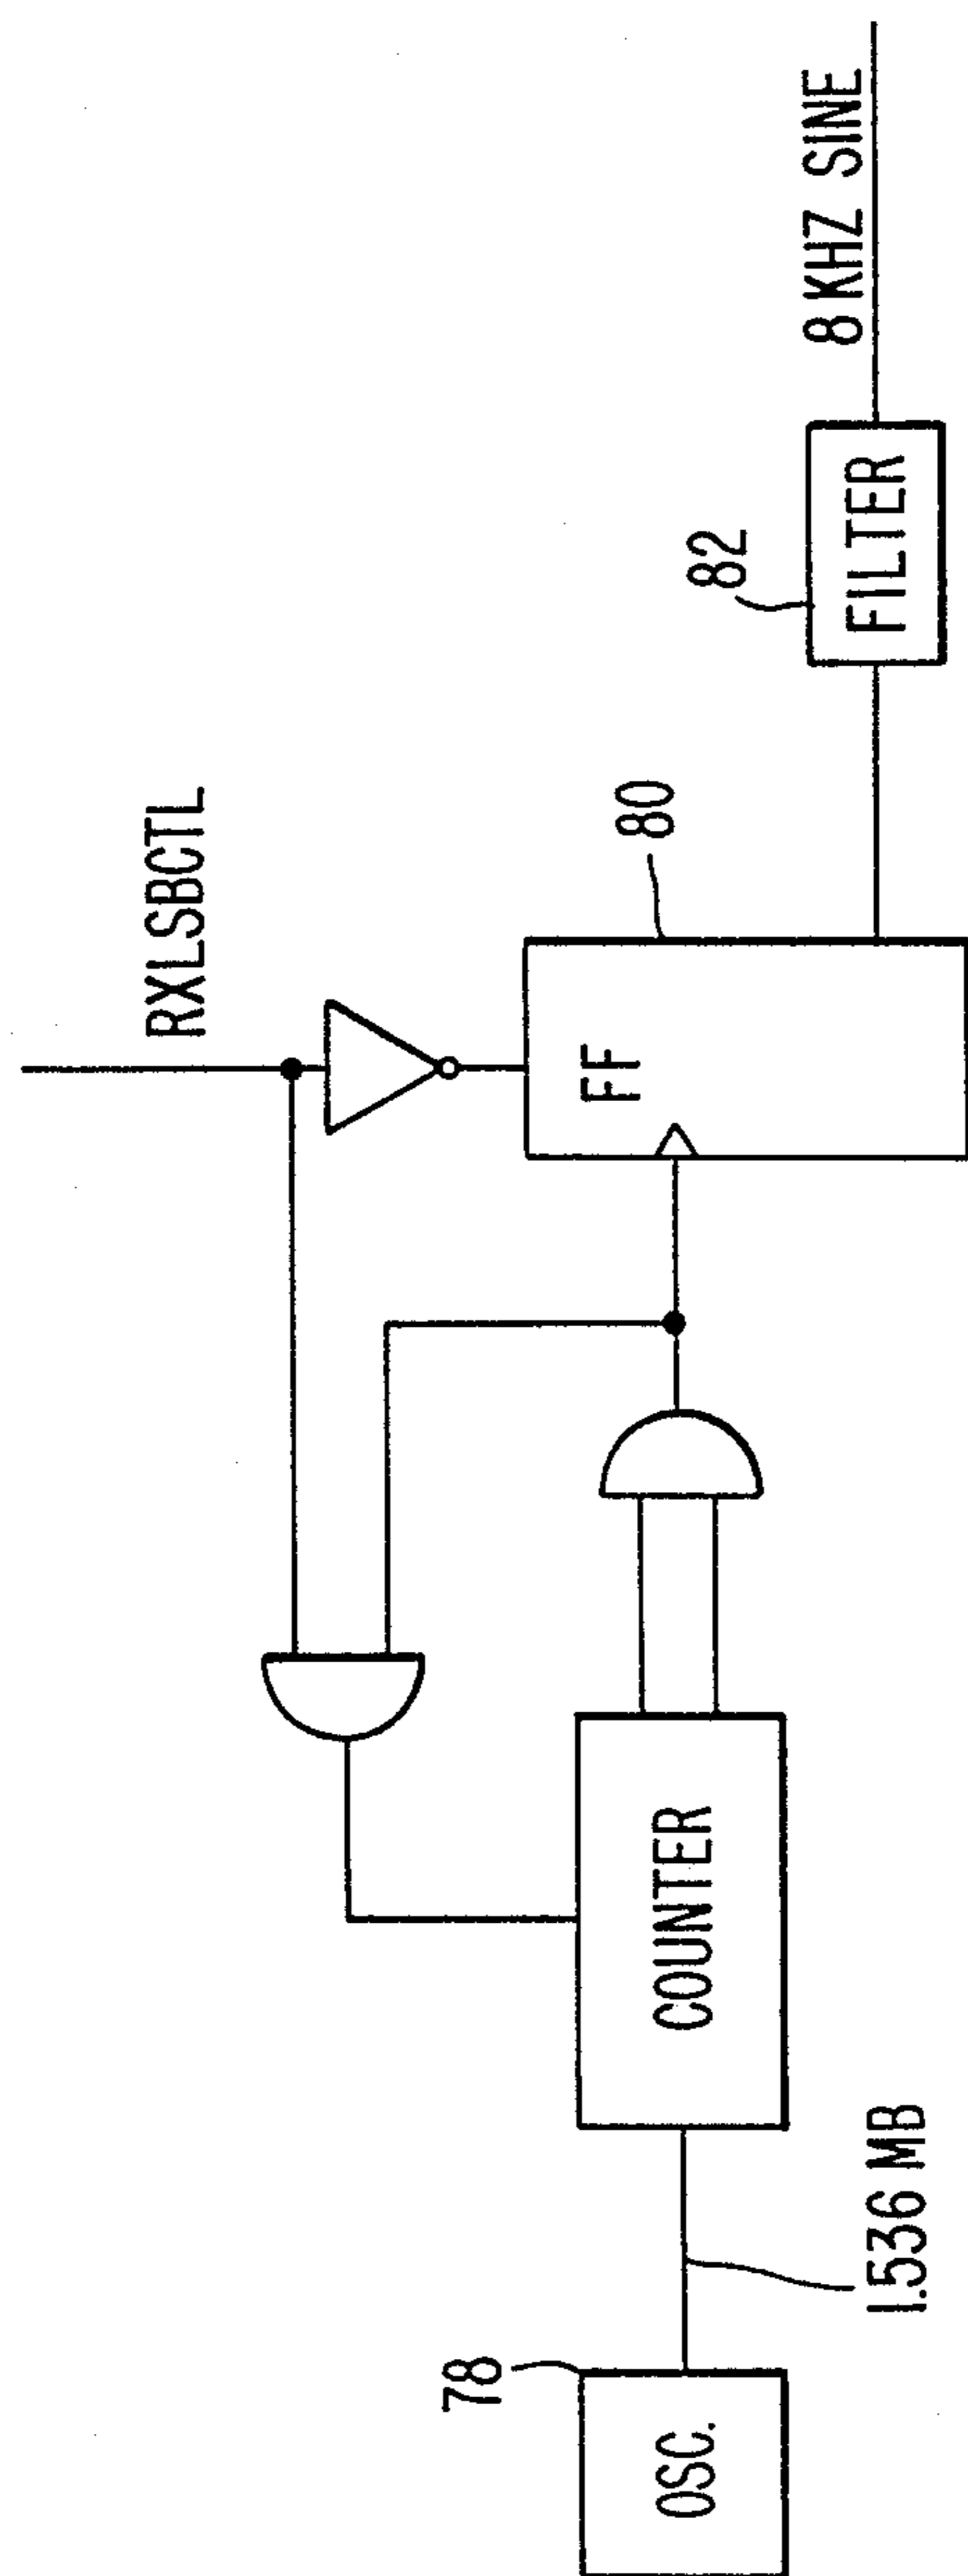 RXLSBCTL
78
OSC.
1.536 MB
COUNTER
FF
80
82
FILTER
8 KHZ SINE